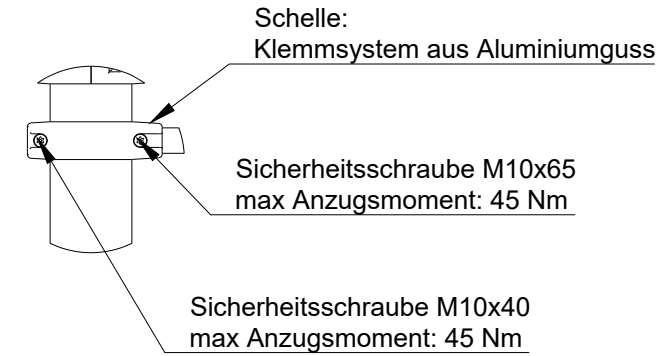 Schelle:
Klemmsystem aus Aluminiumguss
Sicherheitsschraube M10x65
max Anzugsmoment: 45 Nm
Sicherheitsschraube M10x40
max Anzugsmoment: 45 Nm